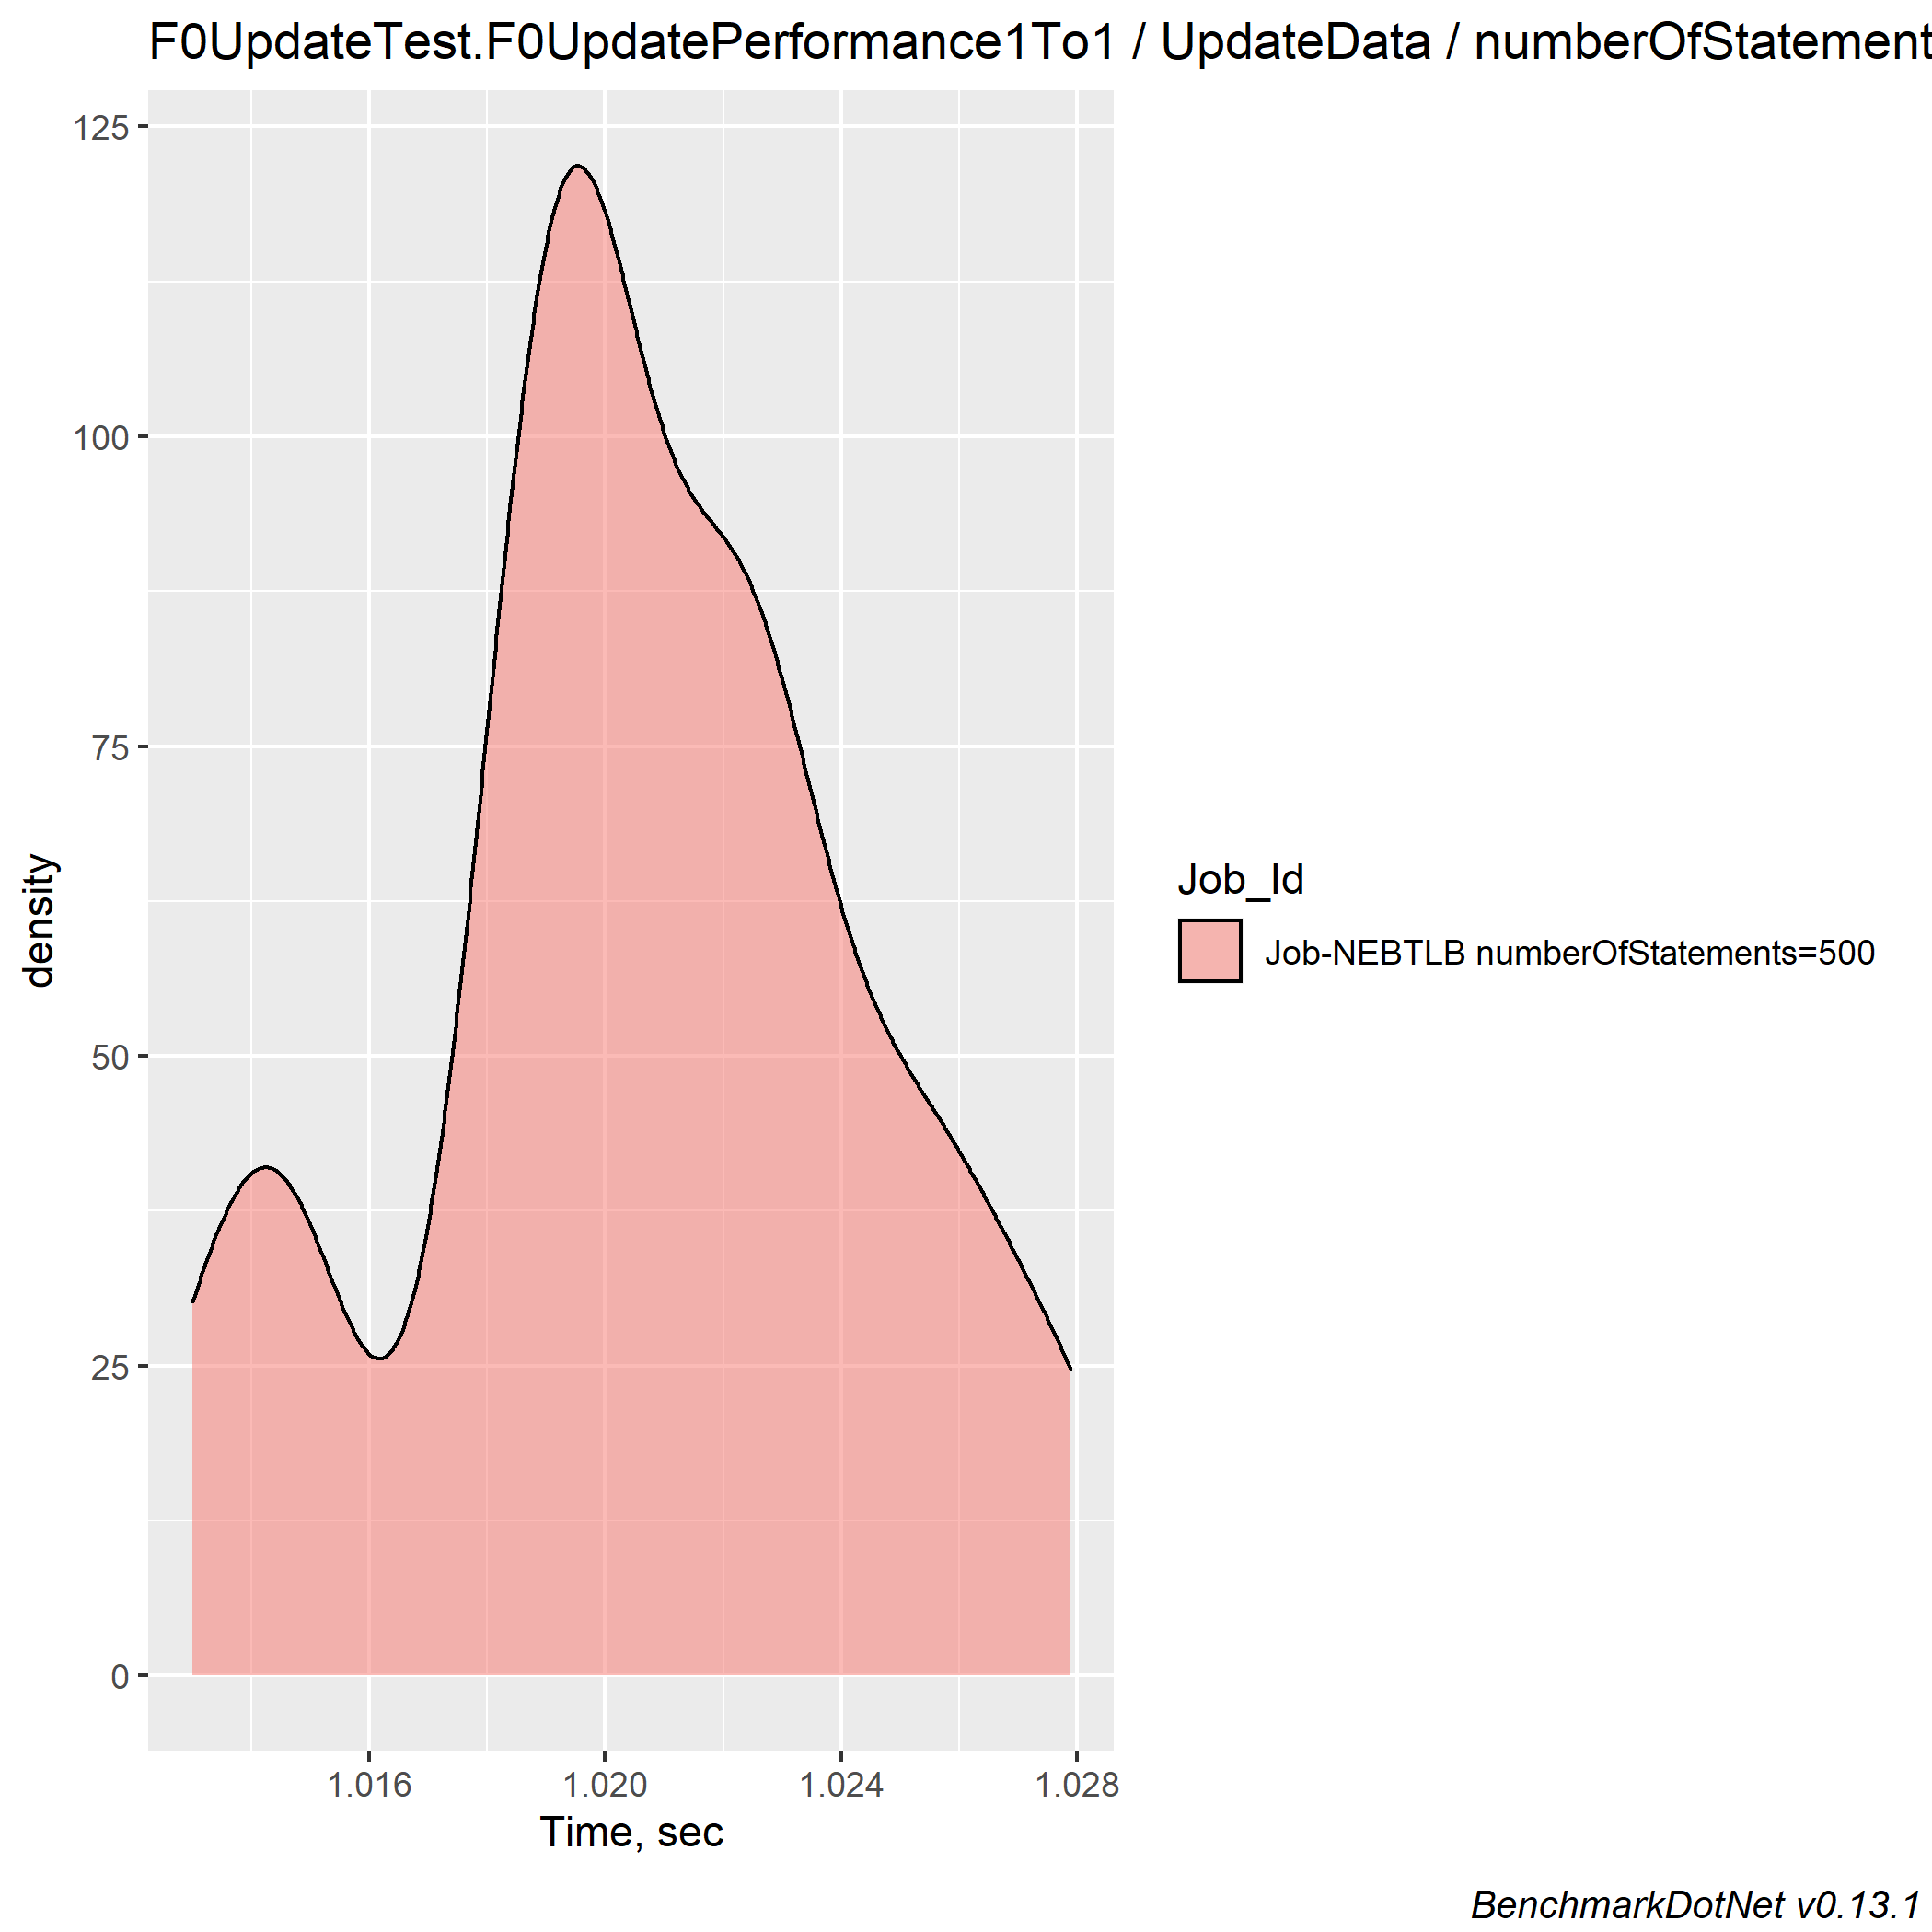 F0UpdateTest.F0UpdatePerformance1To1 / UpdateData / numberOfStatement
125
100
75
50
25
0
density
1.016 1.020 1.024 1.028
Time, sec
Job_Id
Job-NEBTLB numberOfStatements=500
BenchmarkDotNet v0.13.1